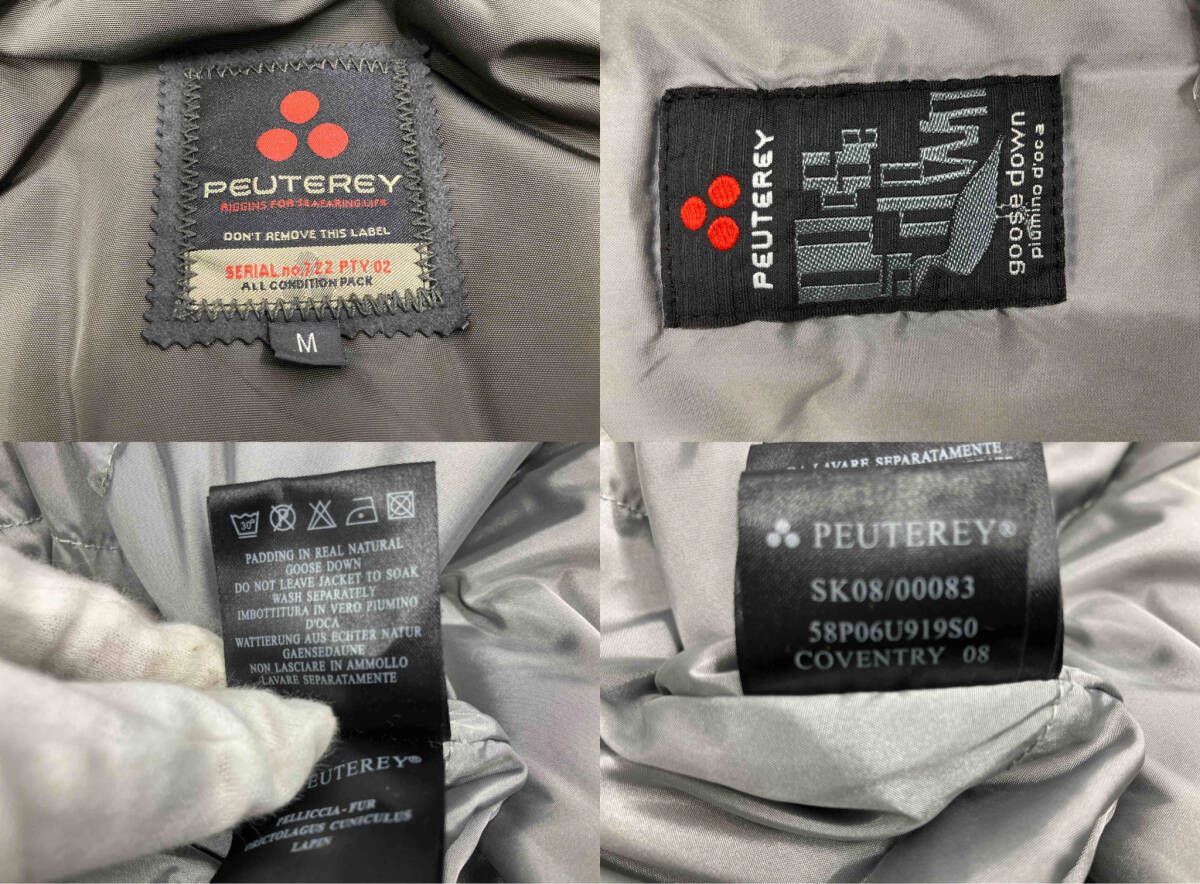 PEUTEREY
RIGGINS FOR SEAFARING LIFE
DON'T REMOVE THIS LABEL
SERIAL no.722 PTY 02
ALL CONDITION PACK
M
PEUTEREY
goose down
piumino d'oca
30°
PADDING IN REAL NATURAL
GOOSE DOWN
DO NOT LEAVE JACKET TO SOAK
WASH SEPARATELY
IMBOTTITURA IN VERO PIUMINO
D'OCA
WATTIERUNG AUS ECHTER NATUR
GAENSEDAUNE
NON LASCIARE IN AMMOLLO
LAVARE SEPARATAMENTE
PEUTEREY®
PELLICCIA-FUR
ORICTOLAGUS CUNICULUS
LAPIN
LAVARE SEPARATAMENTE
PEUTEREY®
SK08/00083
58P06U919S0
COVENTRY 08